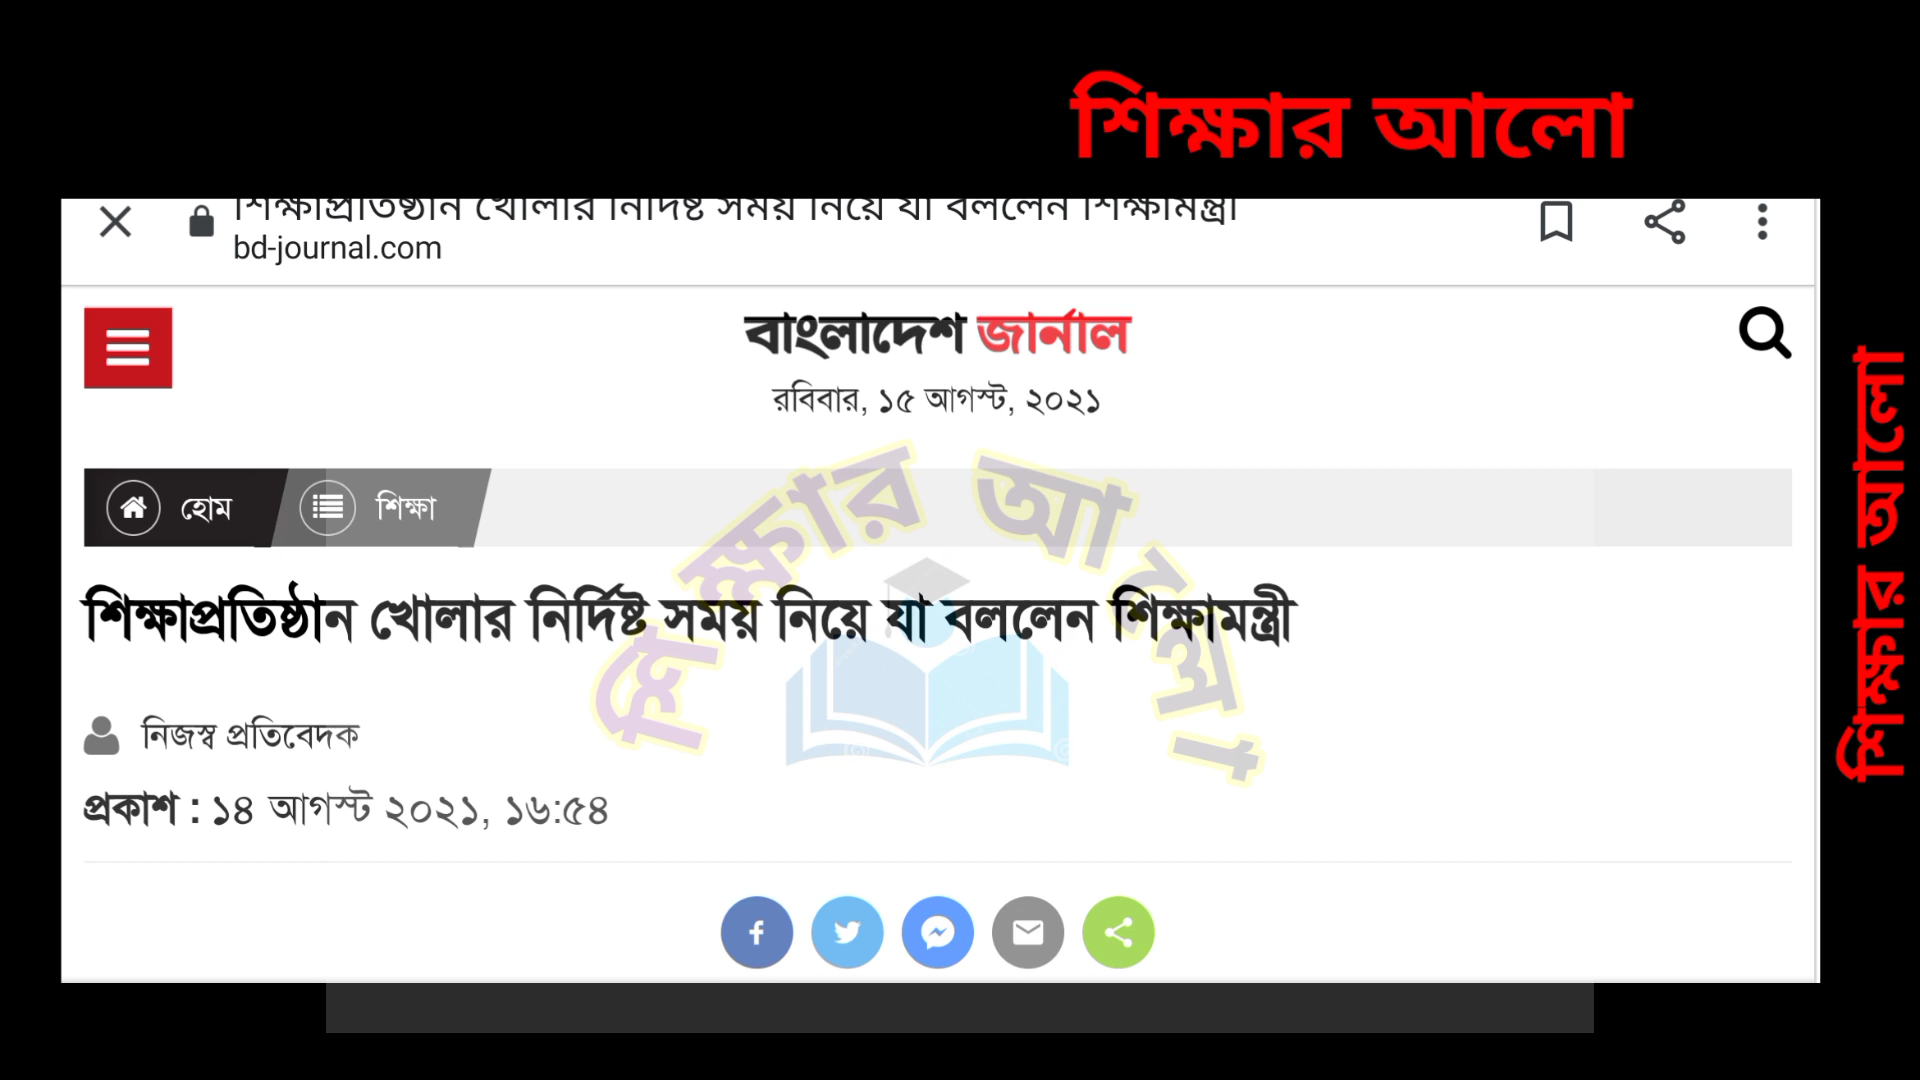 শিক্ষার আলো
শিক্ষাপ্রতিষ্ঠান খোলার নির্দিষ্ট সময় নিয়ে যা বললেন শিক্ষামন্ত্রী
bd-journal.com
বাংলাদেশ জার্নাল
রবিবার, ১৫ আগস্ট, ২০২১
হোম শিক্ষা
শিক্ষার আলো
শিক্ষাপ্রতিষ্ঠান খোলার নির্দিষ্ট সময় নিয়ে যা বললেন শিক্ষামন্ত্রী
নিজস্ব প্রতিবেদক
প্রকাশ : ১৪ আগস্ট ২০২১, ১৬:৫৪
শিক্ষার আলো